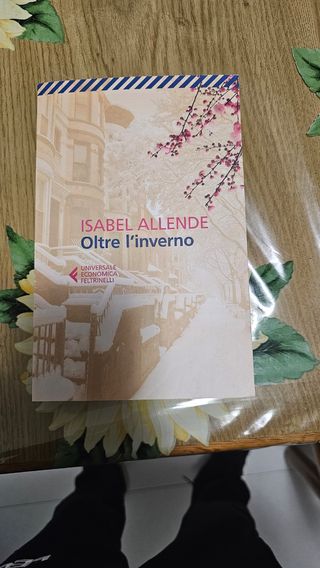 ISABEL ALLENDE
Oltre l'inverno
UNIVERSALE
ECONOMICA
FELTRINELLI